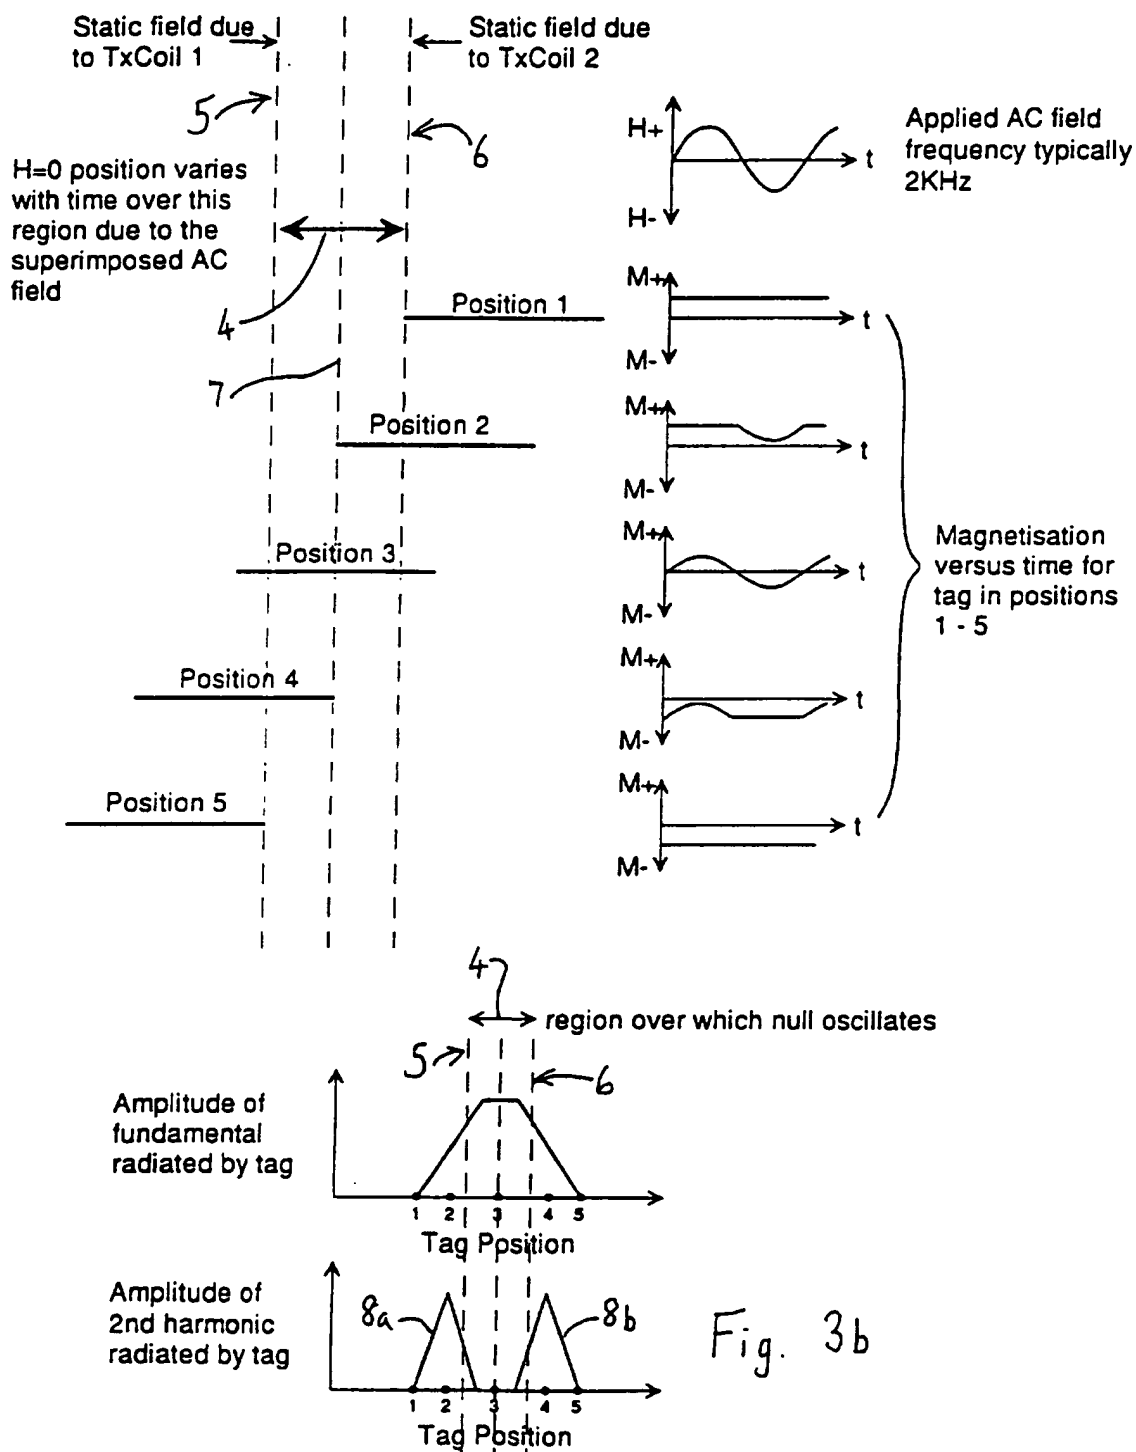 Static field due
to TxCoil 1
Static field due
to TxCoil 2
5
6
H=0 position varies
with time over this
region due to the
superimposed AC
field
4
7
H+
t
H-
Applied AC field
frequency typically
2KHz
Position 1
M+
t
M-
Position 2
M+
t
M-
Position 3
M+
t
M-
Position 4
M+
t
M-
Position 5
M+
t
M-
Magnetisation
versus time for
tag in positions
1 - 5
4
region over which null oscillates
5
6
Amplitude of
fundamental
radiated by tag
1 2 3 4 5
Tag Position
Amplitude of
2nd harmonic
radiated by tag
8a
8b
1 2 3 4 5
Tag Position
Fig. 3b